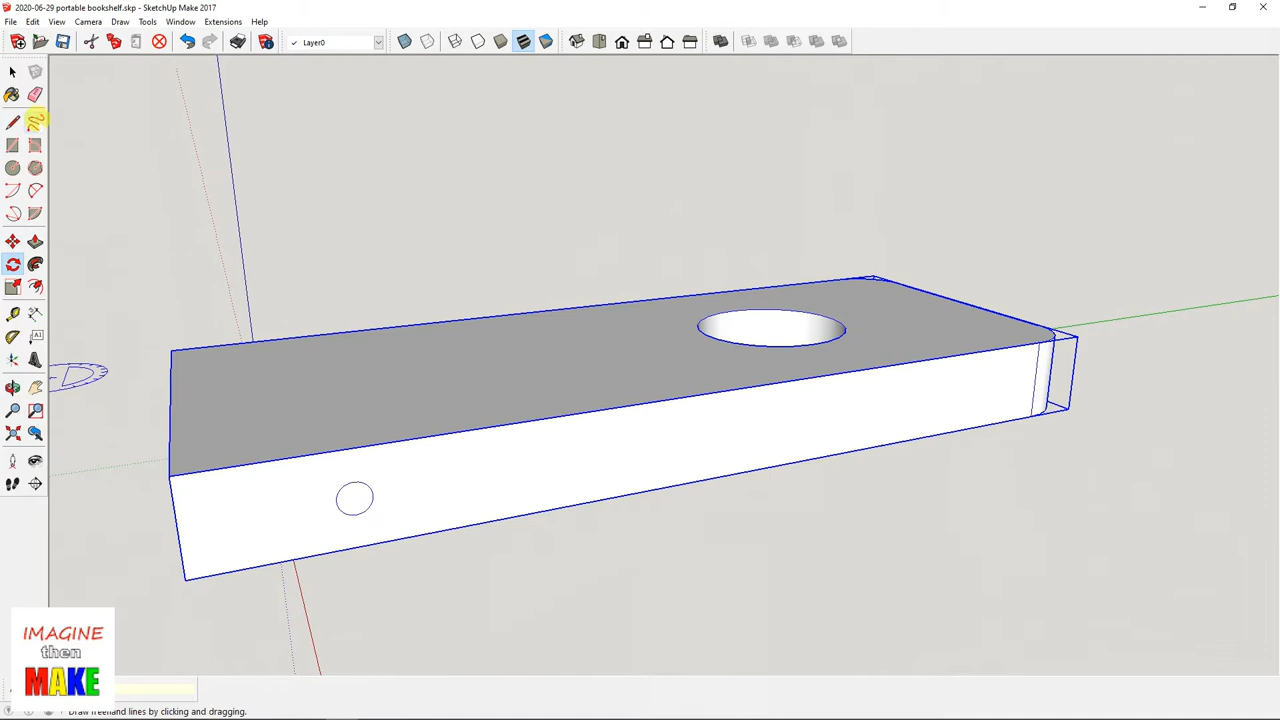 2020-06-29 portable bookshelf.skp - SketchUp Make 2017
File Edit View Camera Draw Tools Window Extensions Help
Layer0
IMAGINE
then
MAKE
Draw freehand lines by clicking and dragging.